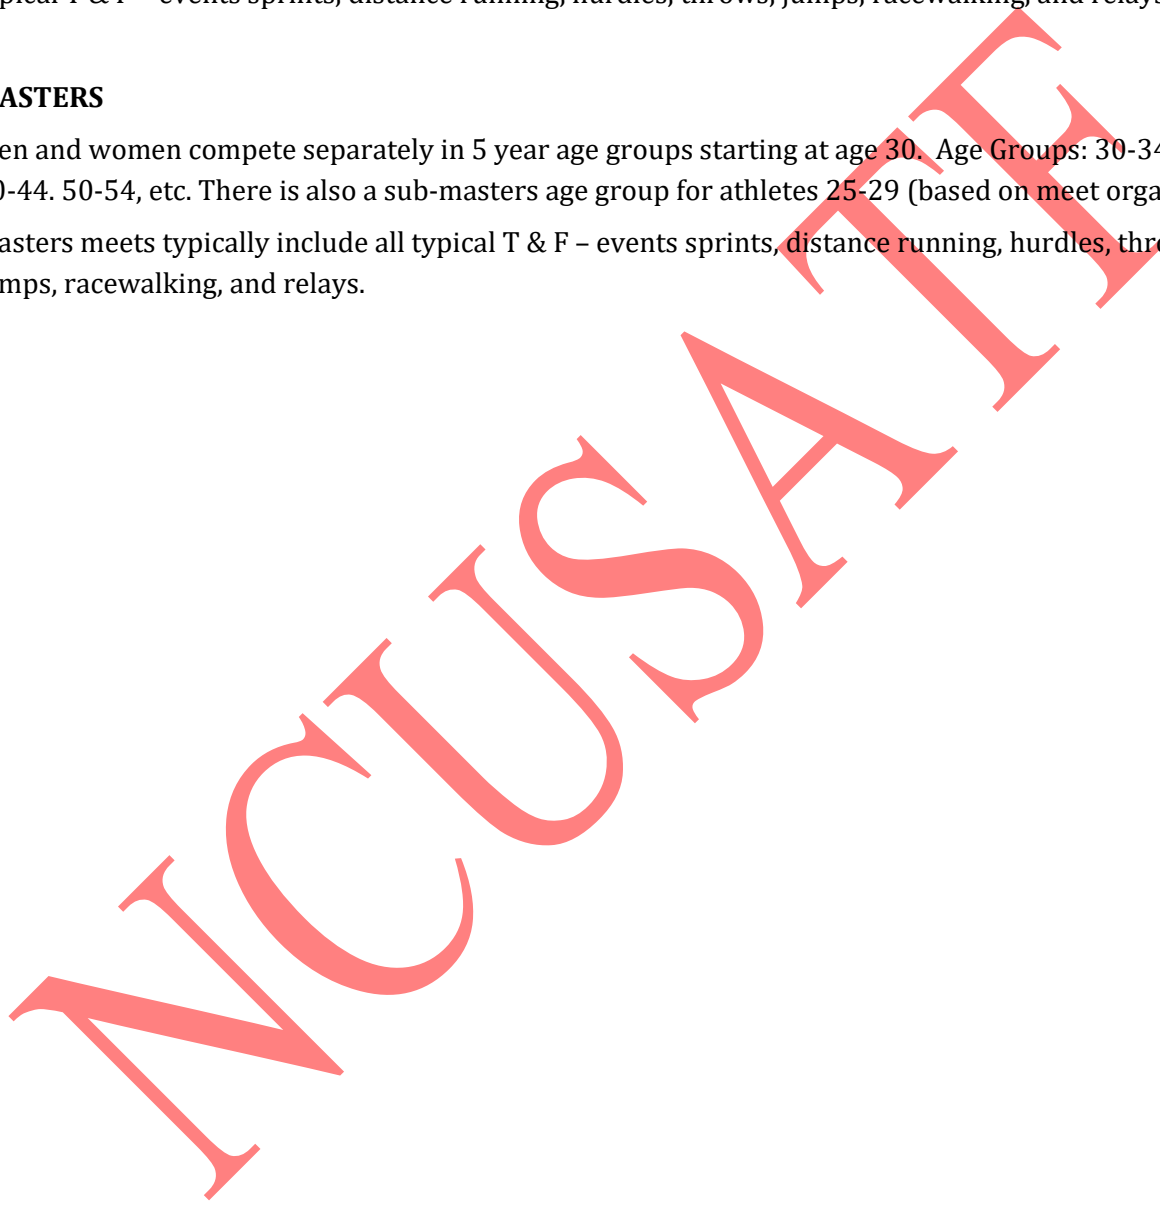 pical T & F – events sprints, distance running, hurdles, throws, jumps, racewalking, and relays
ASTERS
en and women compete separately in 5 year age groups starting at age 30. Age Groups: 30-34
0-44. 50-54, etc. There is also a sub-masters age group for athletes 25-29 (based on meet orga
asters meets typically include all typical T & F – events sprints, distance running, hurdles, thr
mps, racewalking, and relays.
NCUSATF